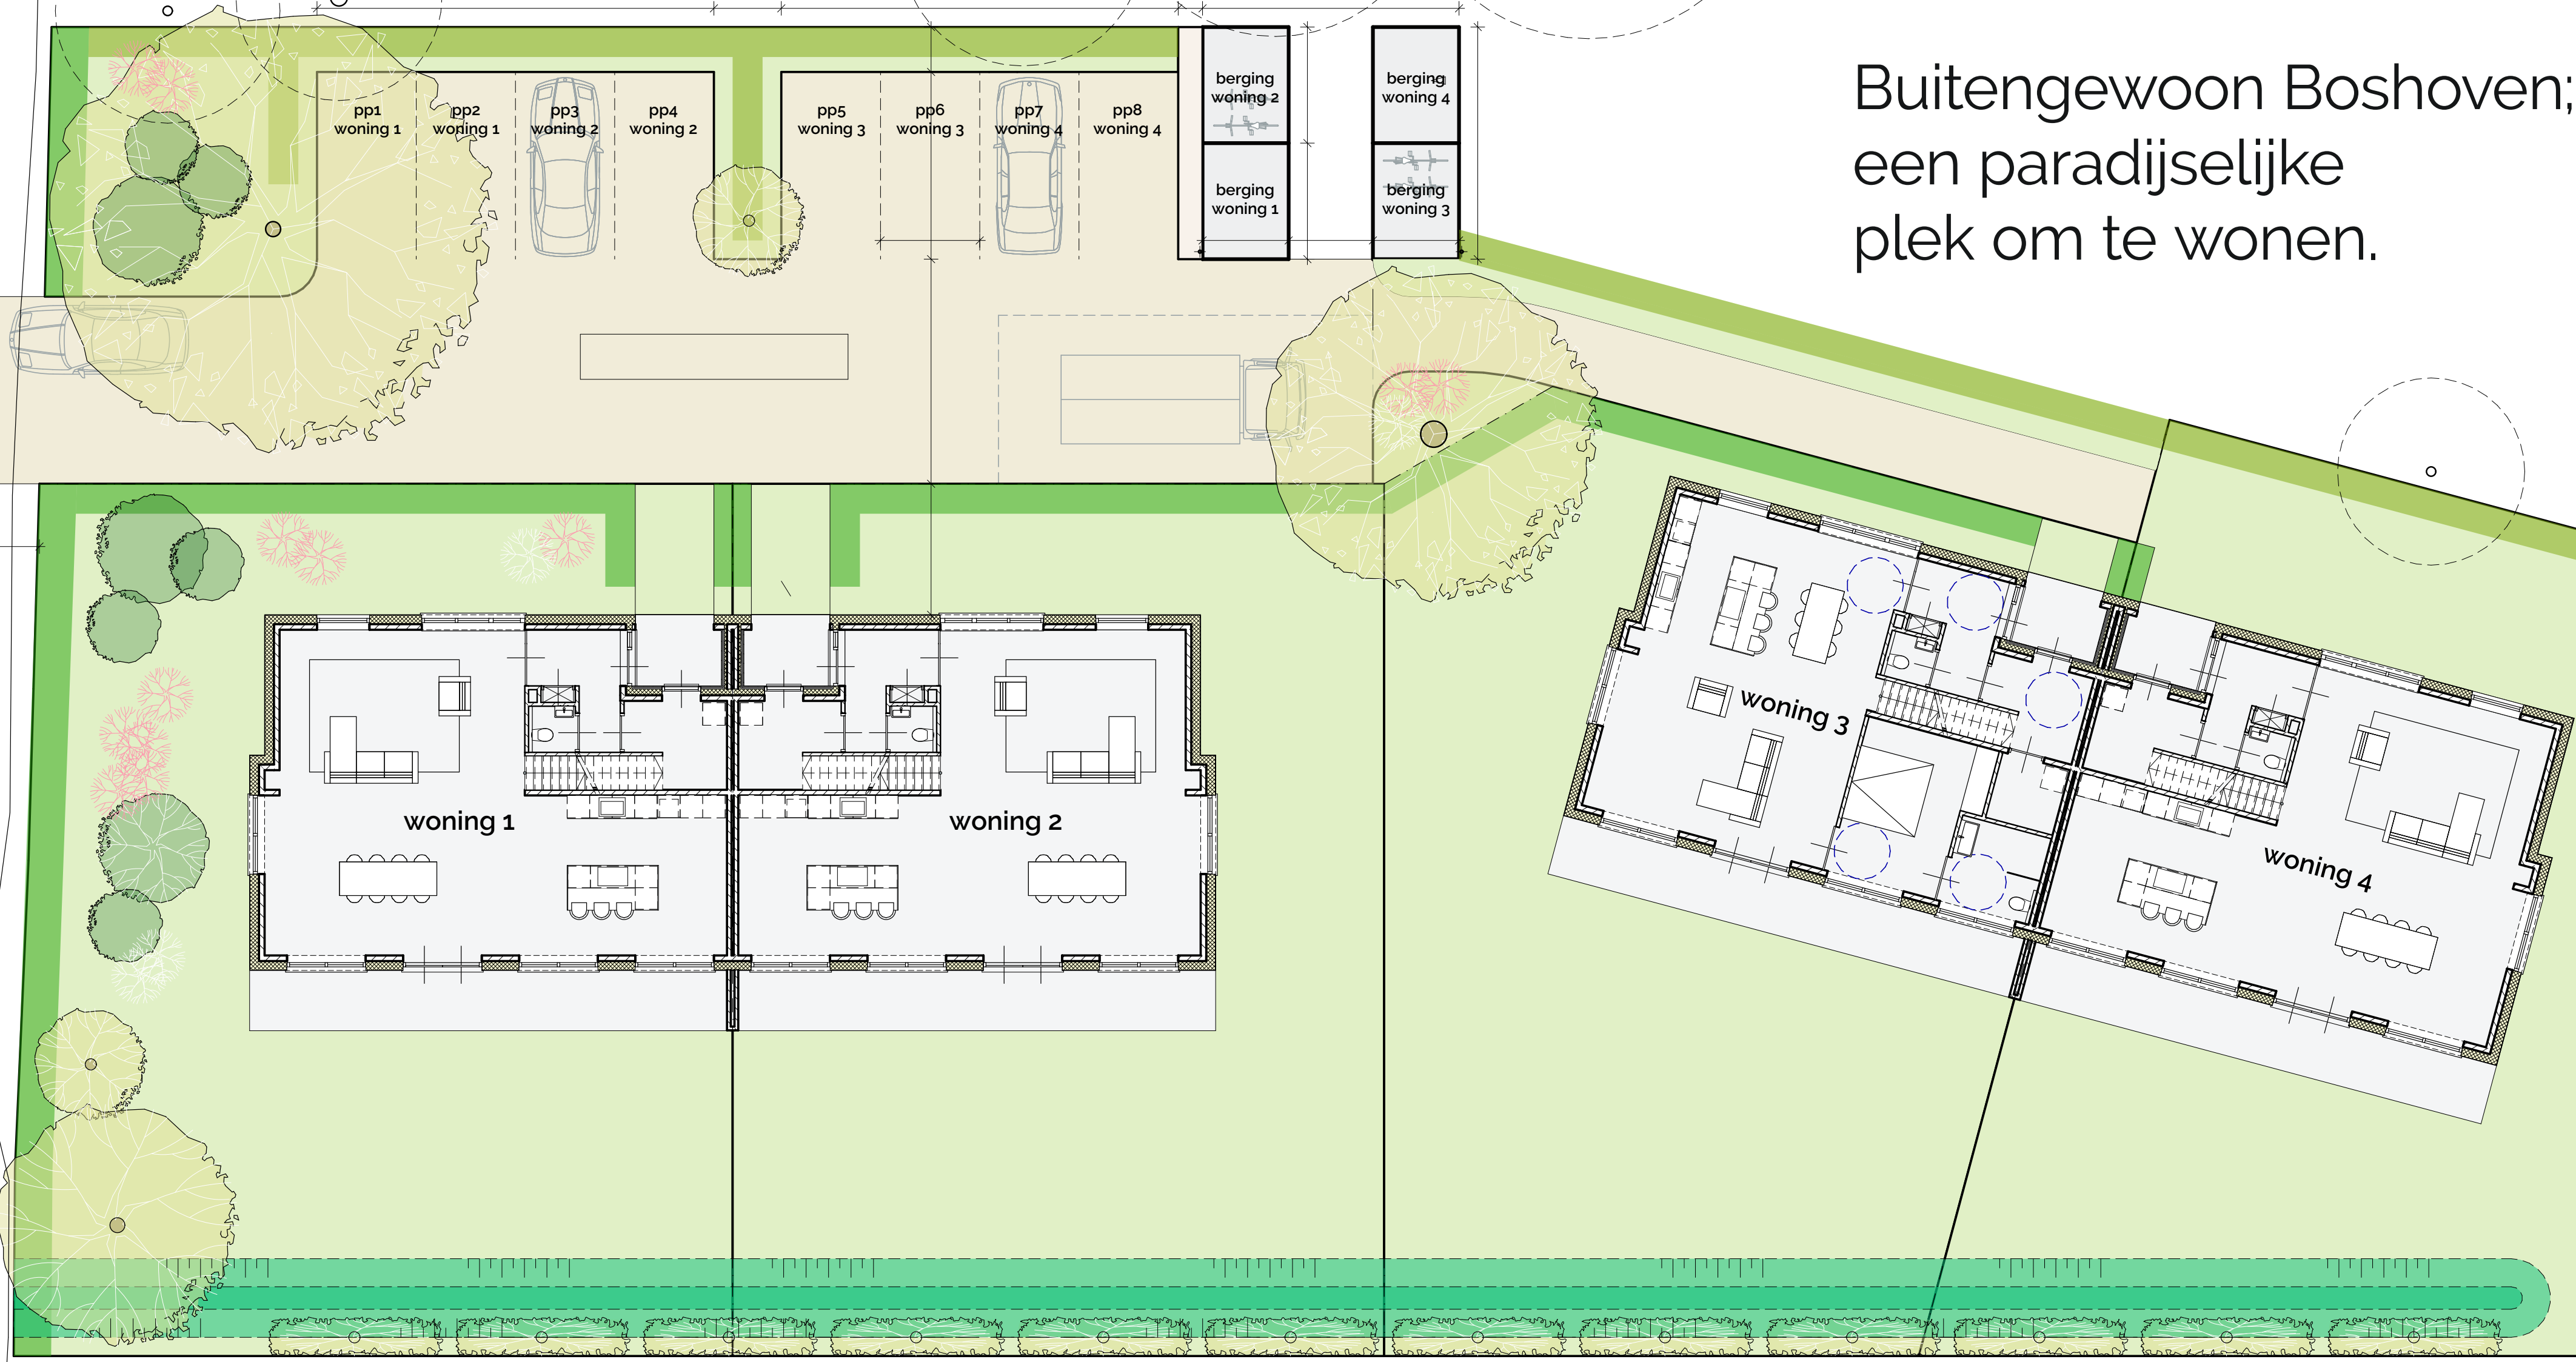 Buitengewoon Boshoven;
een paradijselijke
plek om te wonen.
pp1
woning 1
pp2
woning 1
pp3
woning 2
pp4
woning 2
pp5
woning 3
pp6
woning 3
pp7
woning 4
pp8
woning 4
berging
woning 2
berging
woning 4
berging
woning 1
berging
woning 3
woning 1
woning 2
woning 3
woning 4